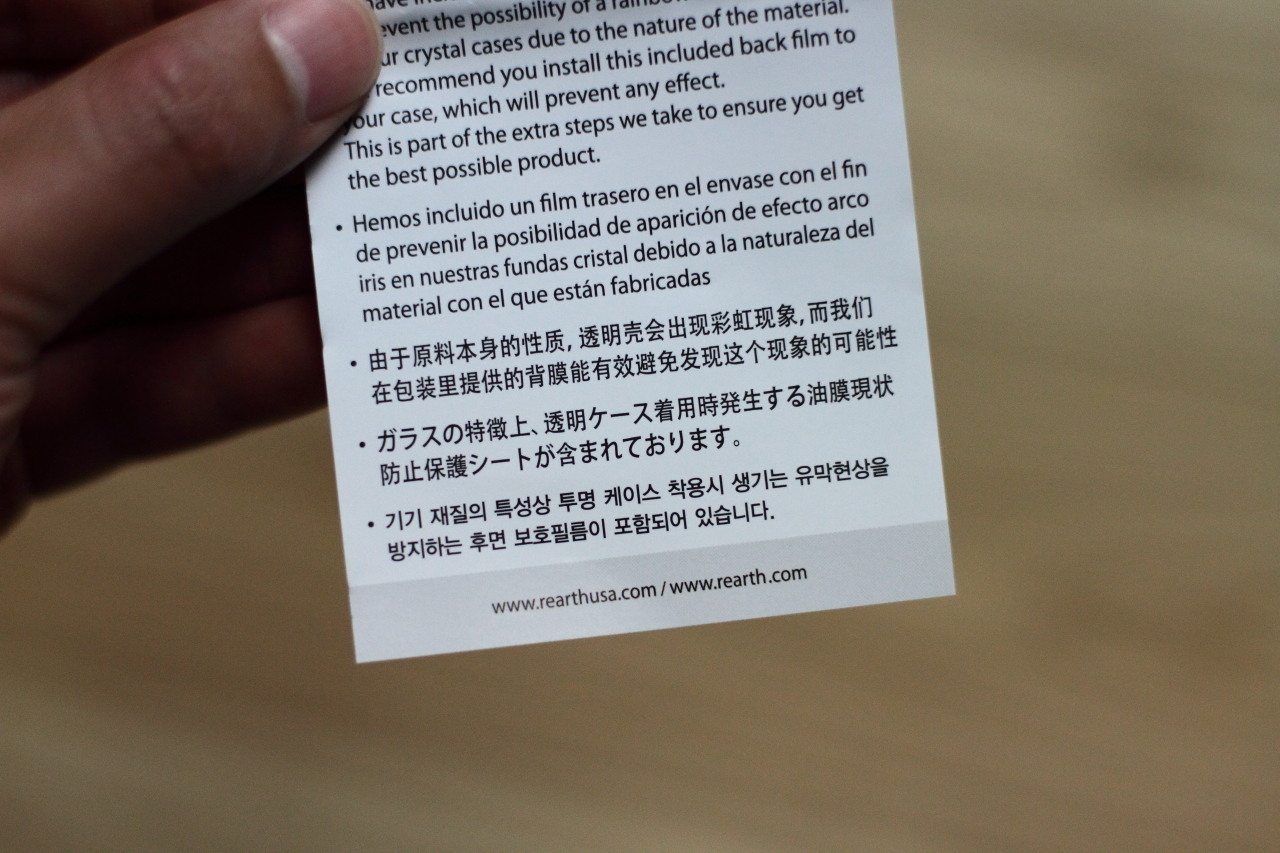 event the possibility of a
ur crystal cases due to the nature of the material.
recommend you install this included back film to
your case, which will prevent any effect.
This is part of the extra steps we take to ensure you get
the best possible product.
• Hemos incluido un film trasero en el envase con el fin
de prevenir la posibilidad de aparición de efecto arco
iris en nuestras fundas cristal debido a la naturaleza del
material con el que están fabricadas
• 由于原料本身的性质, 透明壳会出现彩虹现象, 而我们
在包装里提供的背膜能有效避免发现这个现象的可能性
• ガラスの特徴上、透明ケース着用時発生する油膜現状
防止保護シートが含まれております。
• 기기 재질의 특성상 투명 케이스 착용시 생기는 유막현상을
방지하는 후면 보호필름이 포함되어 있습니다.
www.rearthusa.com / www.rearth.com